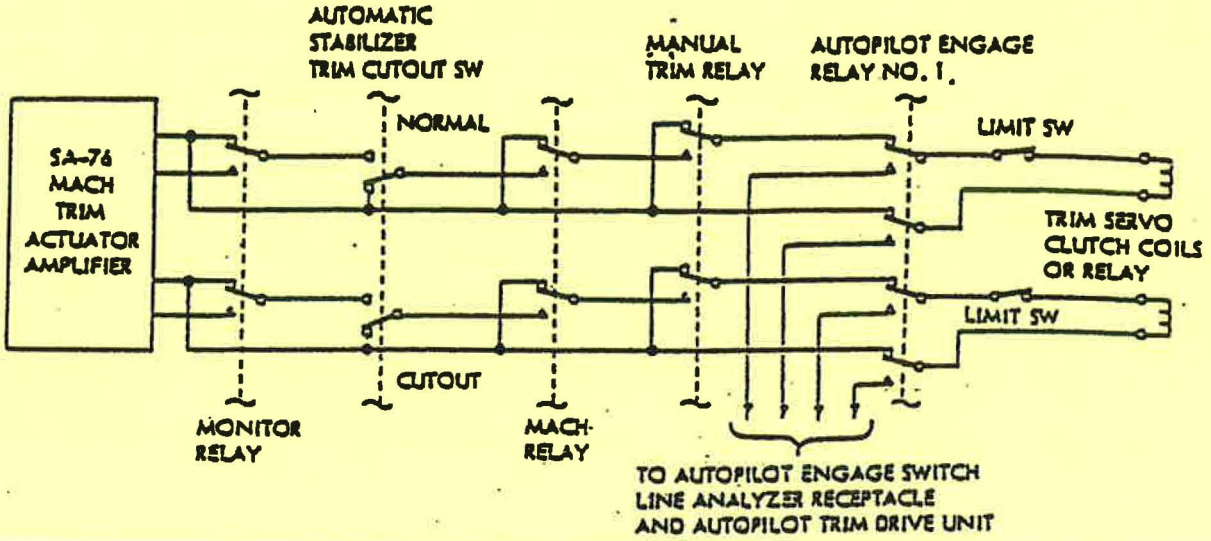 AUTOMATIC
STABILIZER
TRIM CUTOUT SW
MANUAL
TRIM RELAY
AUTOPILOT ENGAGE
RELAY NO. 1.
NORMAL
LIMIT SW
SA-76
MACH
TRIM
ACTUATOR
AMPLIFIER
TRIM SERVO
CLUTCH COILS
OR RELAY
LIMIT SW
CUTOUT
MONITOR
RELAY
MACH-
RELAY
TO AUTOPILOT ENGAGE SWITCH
LINE ANALYZER RECEPTACLE
AND AUTOPILOT TRIM DRIVE UNIT